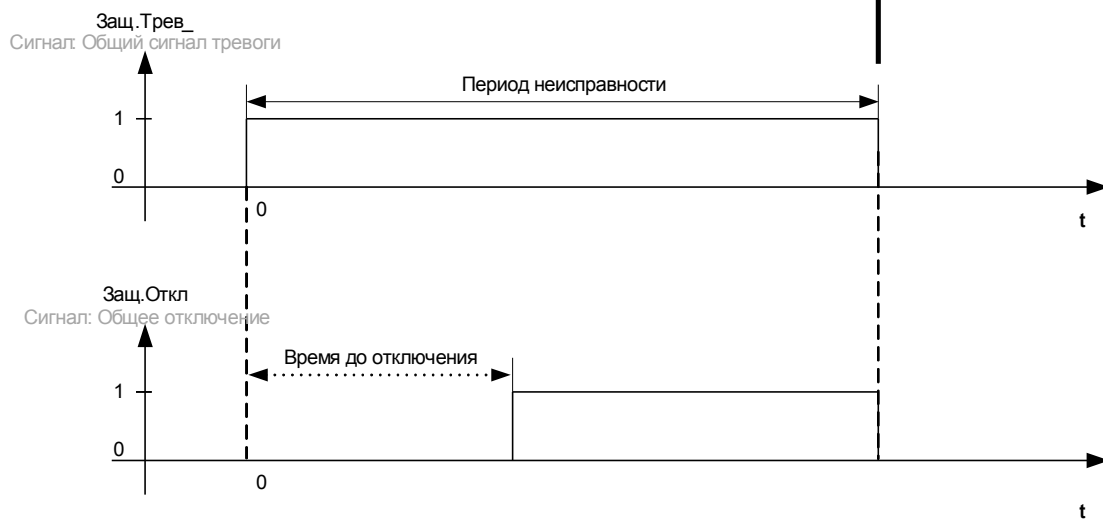 Защ.Трев_
Сигнал: Общий сигнал тревоги
Период неисправности
1
0
0
t
Защ.Откл
Сигнал: Общее отключение
Время до отключения
1
0
0
t